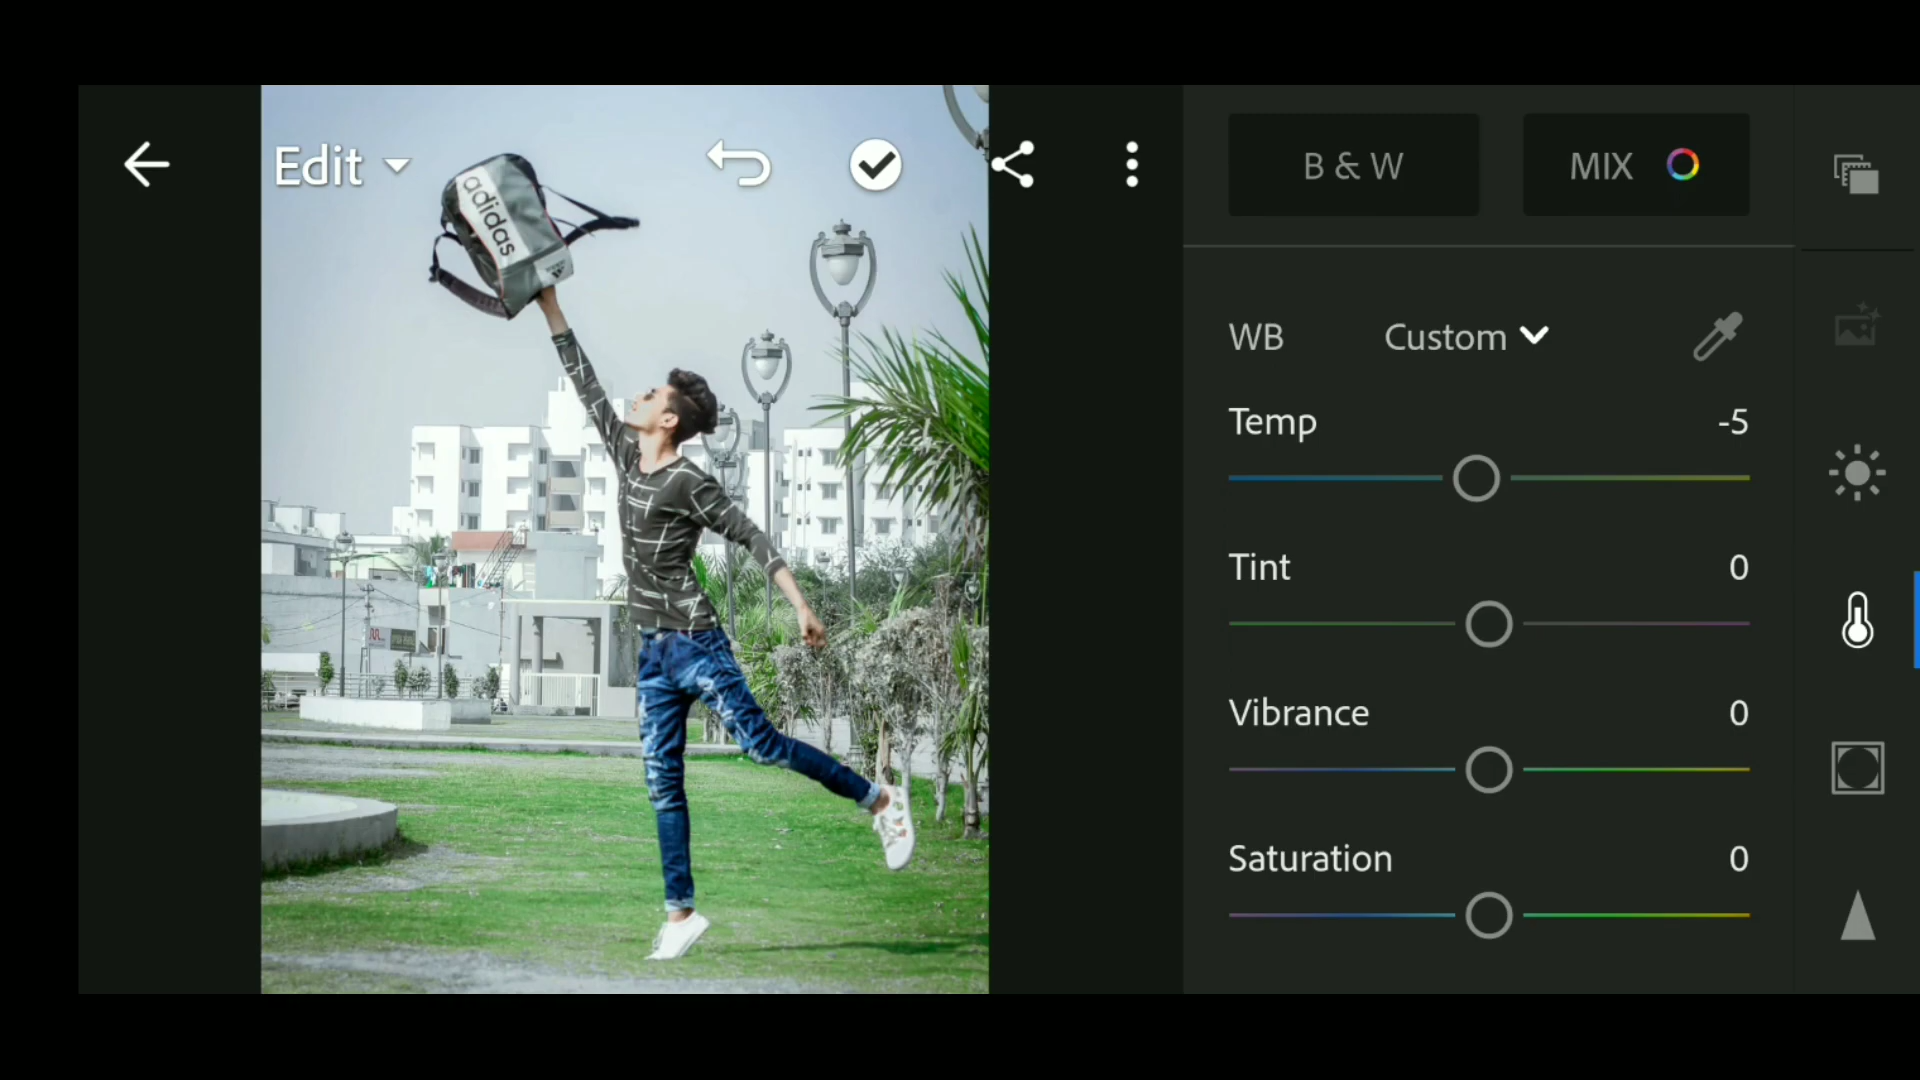 Edit
adidas
B & W
MIX
WB
Custom
Temp
-5
Tint
0
Vibrance
0
Saturation
0